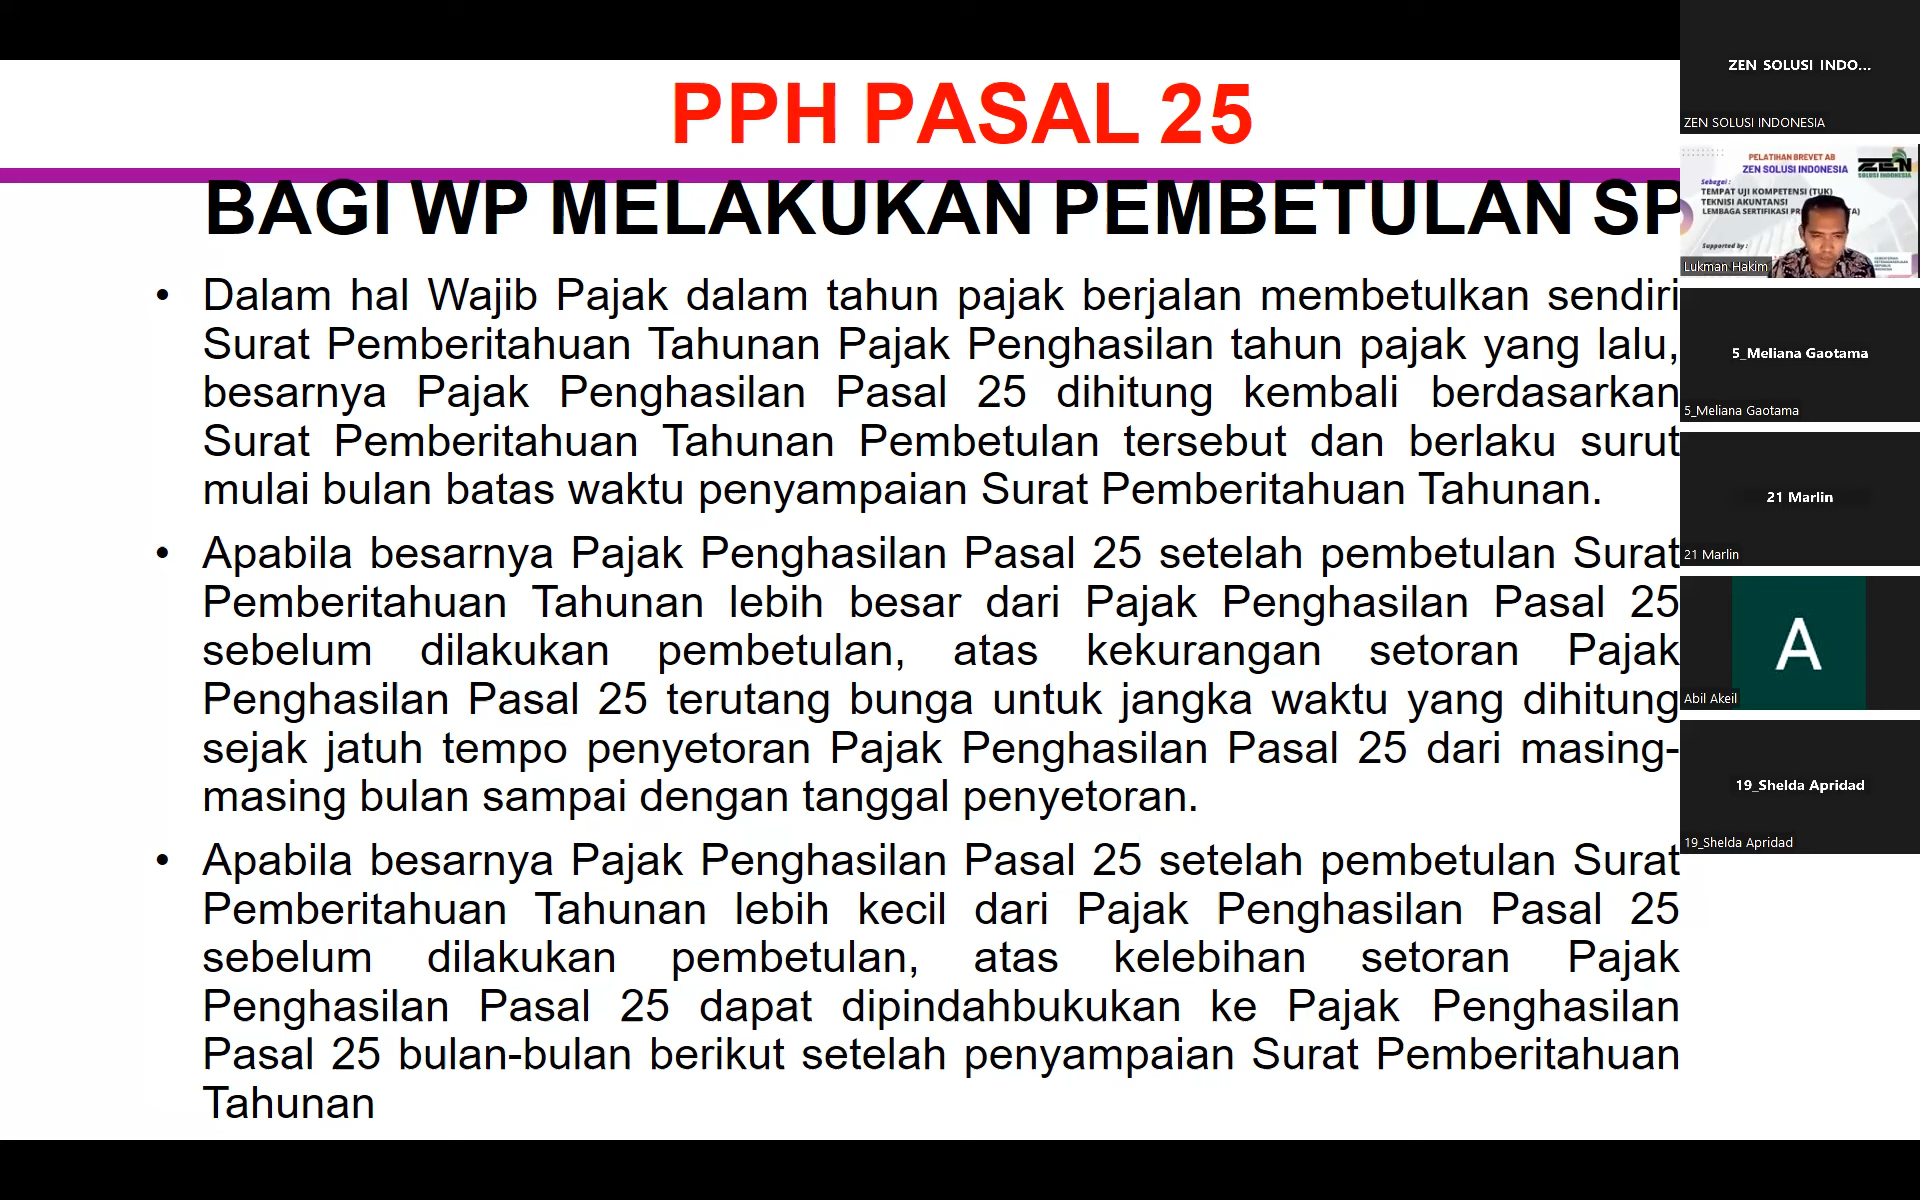 PPH PASAL 25
BAGI WP MELAKUKAN PEMBETULAN SP
• Dalam hal Wajib Pajak dalam tahun pajak berjalan membetulkan sendiri
Surat Pemberitahuan Tahunan Pajak Penghasilan tahun pajak yang lalu,
besarnya Pajak Penghasilan Pasal 25 dihitung kembali berdasarkan
Surat Pemberitahuan Tahunan Pembetulan tersebut dan berlaku surut
mulai bulan batas waktu penyampaian Surat Pemberitahuan Tahunan.
• Apabila besarnya Pajak Penghasilan Pasal 25 setelah pembetulan Surat
Pemberitahuan Tahunan lebih besar dari Pajak Penghasilan Pasal 25
sebelum dilakukan pembetulan, atas kekurangan setoran Pajak
Penghasilan Pasal 25 terutang bunga untuk jangka waktu yang dihitung
sejak jatuh tempo penyetoran Pajak Penghasilan Pasal 25 dari masing-
masing bulan sampai dengan tanggal penyetoran.
• Apabila besarnya Pajak Penghasilan Pasal 25 setelah pembetulan Surat
Pemberitahuan Tahunan lebih kecil dari Pajak Penghasilan Pasal 25
sebelum dilakukan pembetulan, atas kelebihan setoran Pajak
Penghasilan Pasal 25 dapat dipindahbukukan ke Pajak Penghasilan
Pasal 25 bulan-bulan berikut setelah penyampaian Surat Pemberitahuan
Tahunan
ZEN SOLUSI INDO...
ZEN SOLUSI INDONESIA
PELATIHAN BREVET AB
ZEN SOLUSI INDONESIA
ZEN
SOLUSI INDONESIA
Sebagai :
TEMPAT UJI KOMPETENSI (TUK)
TEKNISI AKUNTANSI
LEMBAGA SERTIFIKASI
Supported by :
Lukman Hakim
5_Meliana Gaotama
5_Meliana Gaotama
21 Marlin
21 Marlin
A
Abil Akeil
19_Shelda Apridad
19_Shelda Apridad